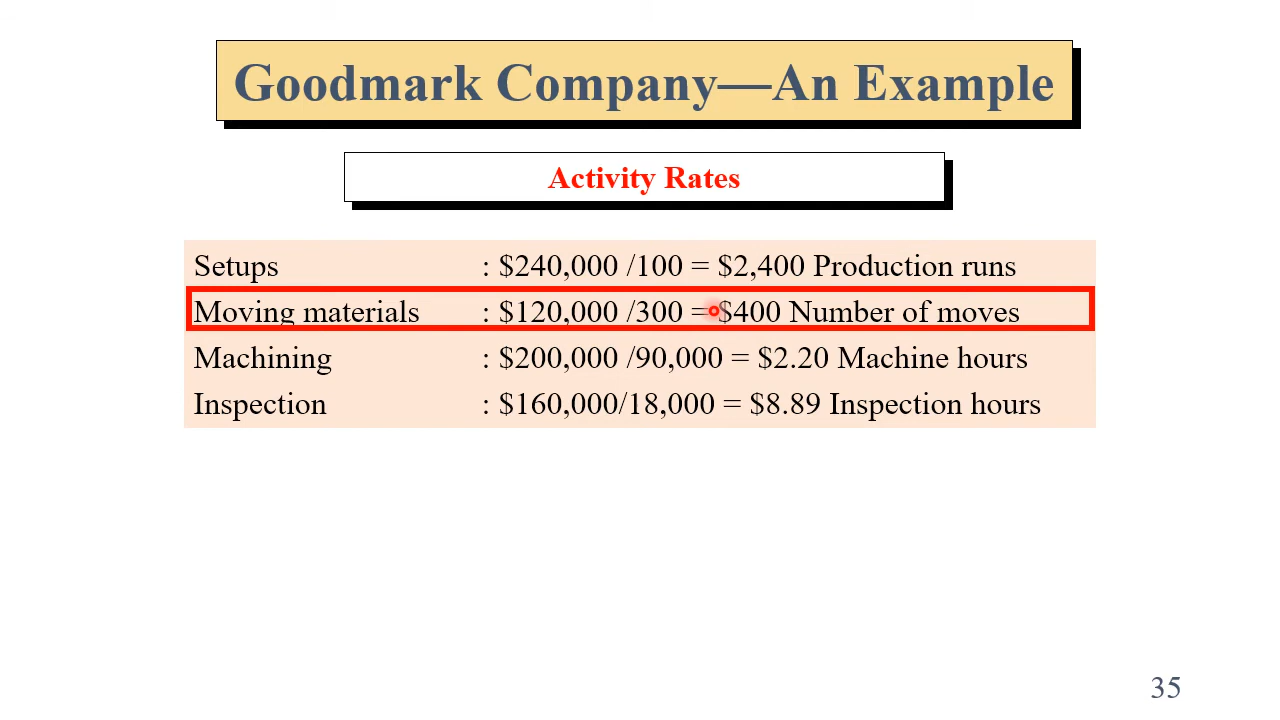 Goodmark Company—An Example
Activity Rates
Setups : $240,000 /100 = $2,400 Production runs
Moving materials : $120,000 /300 = $400 Number of moves
Machining : $200,000 /90,000 = $2.20 Machine hours
Inspection : $160,000/18,000 = $8.89 Inspection hours
35